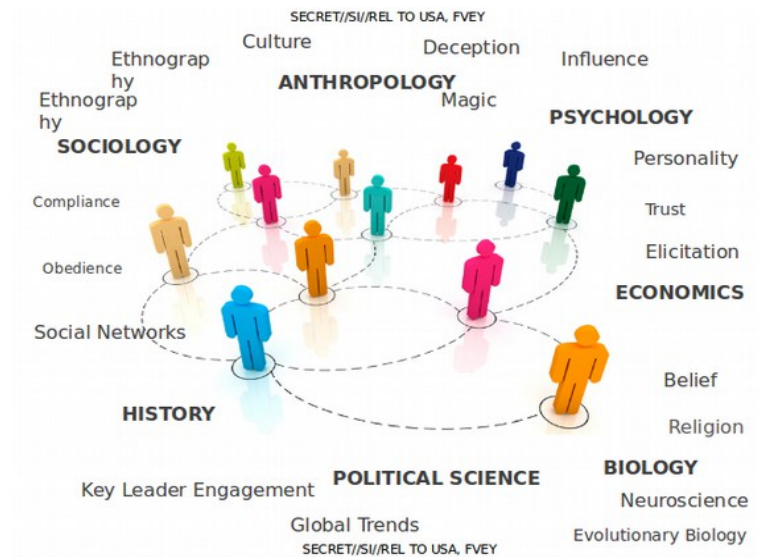 SECRET//SI//REL TO USA, FVEY
Culture
Deception
Influence
Ethnograp
hy
ANTHROPOLOGY
Ethnograp
hy
Magic
PSYCHOLOGY
SOCIOLOGY
Personality
Compliance
Trust
Elicitation
Obedience
ECONOMICS
Social Networks
Belief
HISTORY
Religion
BIOLOGY
POLITICAL SCIENCE
Key Leader Engagement
Neuroscience
Global Trends
Evolutionary Biology
SECRET//SI//REL TO USA, FVEY